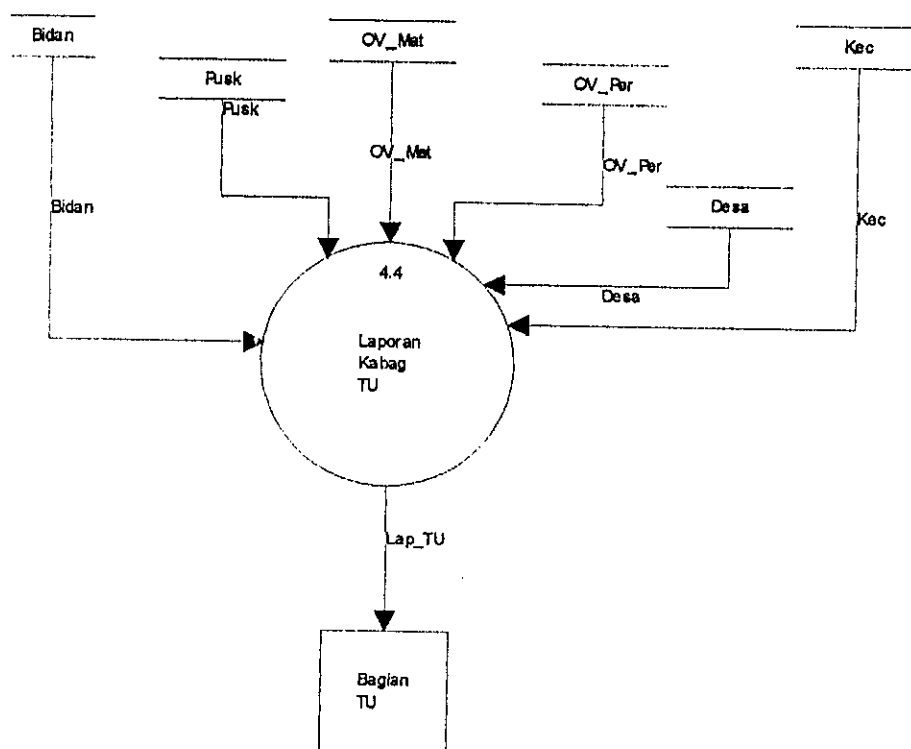 Bidan
OV_Mat
Kec
Pusk
Pusk
OV_Per
OV_Mat
OV_Per
Bidan
Desa
Kec
4.4
Desa
Laporan
Kabag
TU
Lap_TU
Bagian
TU